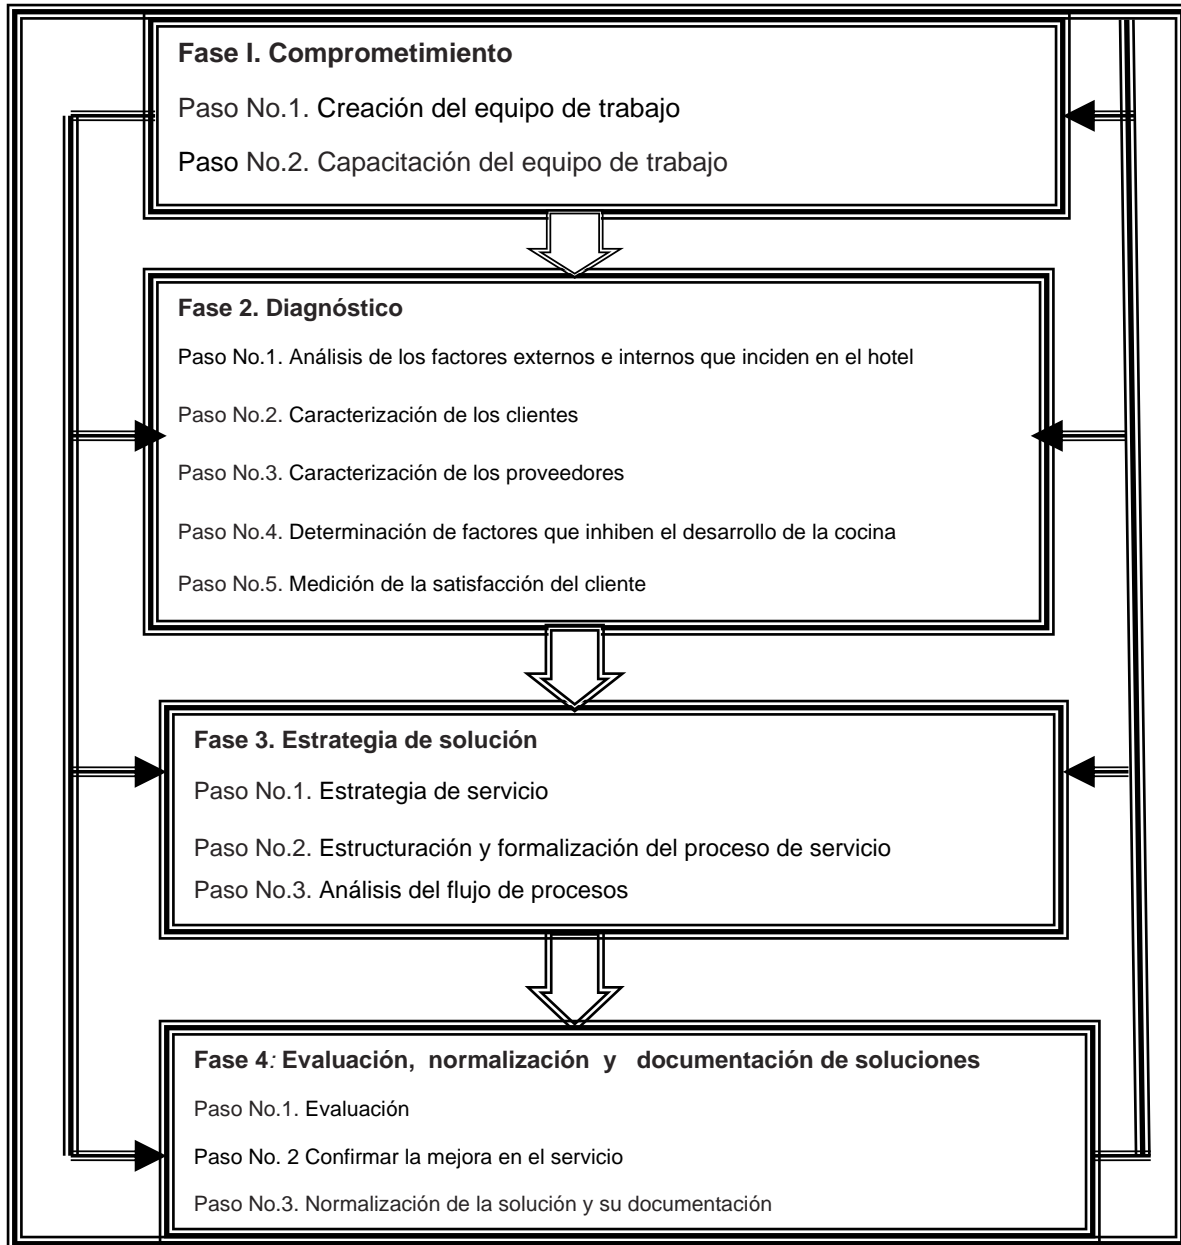 Fase I. Comprometimiento
Paso No.1. Creación del equipo de trabajo
Paso No.2. Capacitación del equipo de trabajo
Fase 2. Diagnóstico
Paso No.1. Análisis de los factores externos e internos que inciden en el hotel
Paso No.2. Caracterización de los clientes
Paso No.3. Caracterización de los proveedores
Paso No.4. Determinación de factores que inhiben el desarrollo de la cocina
Paso No.5. Medición de la satisfacción del cliente
Fase 3. Estrategia de solución
Paso No.1. Estrategia de servicio
Paso No.2. Estructuración y formalización del proceso de servicio
Paso No.3. Análisis del flujo de procesos
Fase 4: Evaluación, normalización y documentación de soluciones
Paso No.1. Evaluación
Paso No. 2 Confirmar la mejora en el servicio
Paso No.3. Normalización de la solución y su documentación